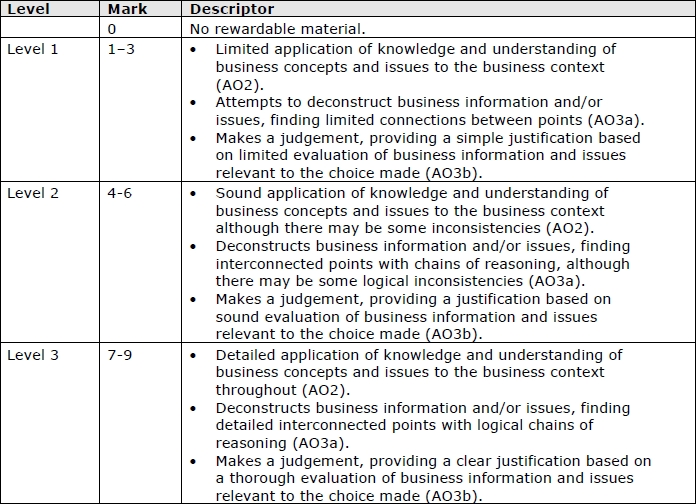 Level Mark Descriptor
0 No rewardable material.
Level 1 1–3 • Limited application of knowledge and understanding of
business concepts and issues to the business context
(AO2).
• Attempts to deconstruct business information and/or
issues, finding limited connections between points (AO3a).
• Makes a judgement, providing a simple justification based
on limited evaluation of business information and issues
relevant to the choice made (AO3b).
Level 2 4-6 • Sound application of knowledge and understanding of
business concepts and issues to the business context
although there may be some inconsistencies (AO2).
• Deconstructs business information and/or issues, finding
interconnected points with chains of reasoning, although
there may be some logical inconsistencies (AO3a).
• Makes a judgement, providing a justification based on
sound evaluation of business information and issues
relevant to the choice made (AO3b).
Level 3 7-9 • Detailed application of knowledge and understanding of
business concepts and issues to the business context
throughout (AO2).
• Deconstructs business information and/or issues, finding
detailed interconnected points with logical chains of
reasoning (AO3a).
• Makes a judgement, providing a clear justification based on
a thorough evaluation of business information and issues
relevant to the choice made (AO3b).